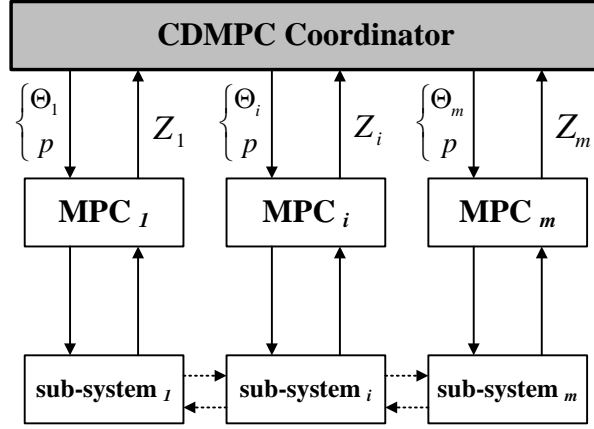 CDMPC Coordinator
Θ1 Z1 Θi Zi Θm Zm
p p p
MPC 1 MPC i MPC m
sub-system 1 sub-system i sub-system m